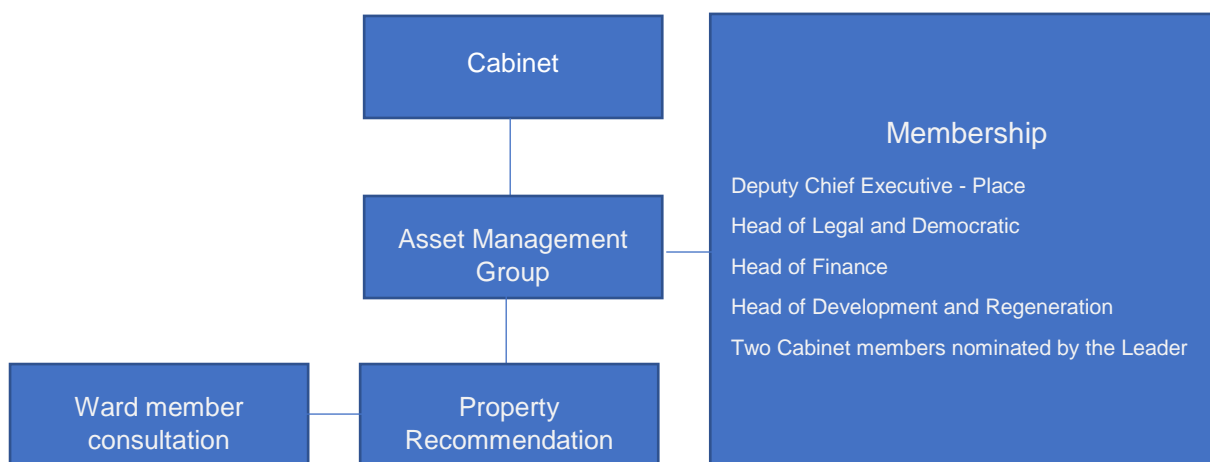 Cabinet
Asset Management
Group
Membership
Deputy Chief Executive - Place
Head of Legal and Democratic
Head of Finance
Head of Development and Regeneration
Two Cabinet members nominated by the Leader
Ward member
consultation
Property
Recommendation